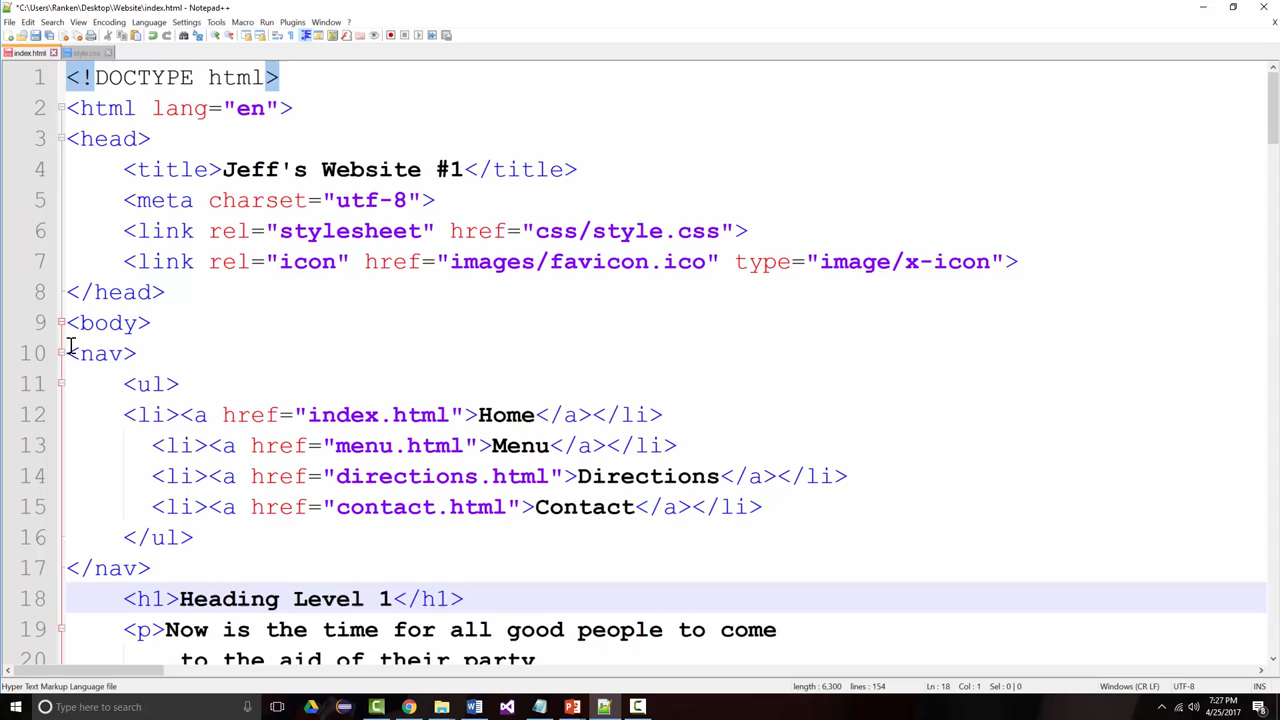 *C:\Users\Ranken\Desktop\Website\index.html - Notepad++
File Edit Search View Encoding Language Settings Tools Macro Run Plugins Window ?
X
index.html style.css
1 <!DOCTYPE html>
2 <html lang="en">
3 <head>
4 <title>Jeff's Website #1</title>
5 <meta charset="utf-8">
6 <link rel="stylesheet" href="css/style.css">
7 <link rel="icon" href="images/favicon.ico" type="image/x-icon">
8 </head>
9 <body>
10 <nav>
11 <ul>
12 <li><a href="index.html">Home</a></li>
13 <li><a href="menu.html">Menu</a></li>
14 <li><a href="directions.html">Directions</a></li>
15 <li><a href="contact.html">Contact</a></li>
16 </ul>
17 </nav>
18 <h1>Heading Level 1</h1>
19 <p>Now is the time for all good people to come
20 to the aid of their party
Hyper Text Markup Language file length : 6,300 lines : 154 Ln : 18 Col : 1 Sel : 0 | 0 Windows (CR LF) UTF-8 INS
Type here to search 7:27 PM
4/25/2017